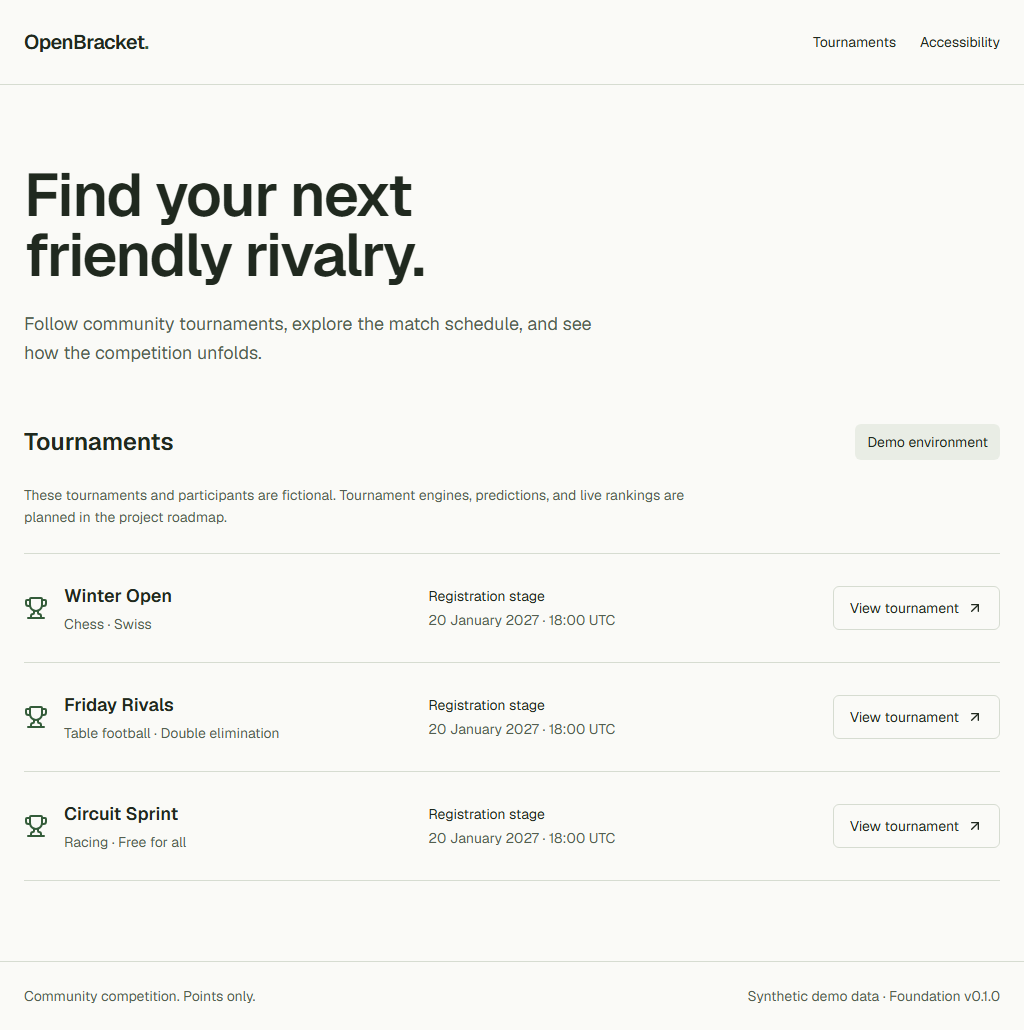 OpenBracket.
Tournaments
Accessibility
Find your next
friendly rivalry.
Follow community tournaments, explore the match schedule, and see
how the competition unfolds.
Tournaments
Demo environment
These tournaments and participants are fictional. Tournament engines, predictions, and live rankings are
planned in the project roadmap.
Winter Open
Chess · Swiss
Registration stage
20 January 2027 · 18:00 UTC
View tournament
Friday Rivals
Table football · Double elimination
Registration stage
20 January 2027 · 18:00 UTC
View tournament
Circuit Sprint
Racing · Free for all
Registration stage
20 January 2027 · 18:00 UTC
View tournament
Community competition. Points only.
Synthetic demo data · Foundation v0.1.0